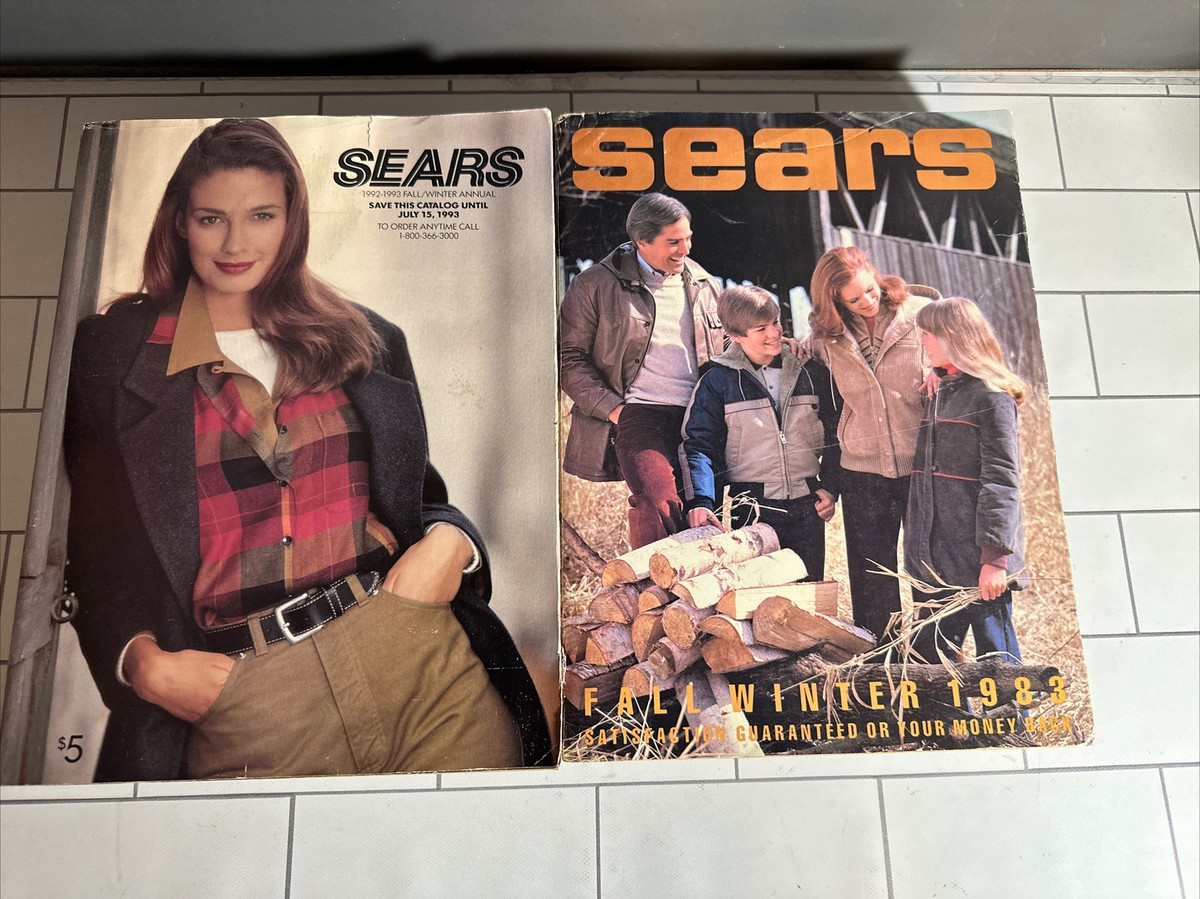 SEARS
1992-1993 FALL/WINTER ANNUAL
SAVE THIS CATALOG UNTIL
JULY 15, 1993
TO ORDER ANYTIME CALL
1-800-366-3000
$5
sears
FALL WINTER 1983
SATISFACTION GUARANTEED OR YOUR MONEY BACK